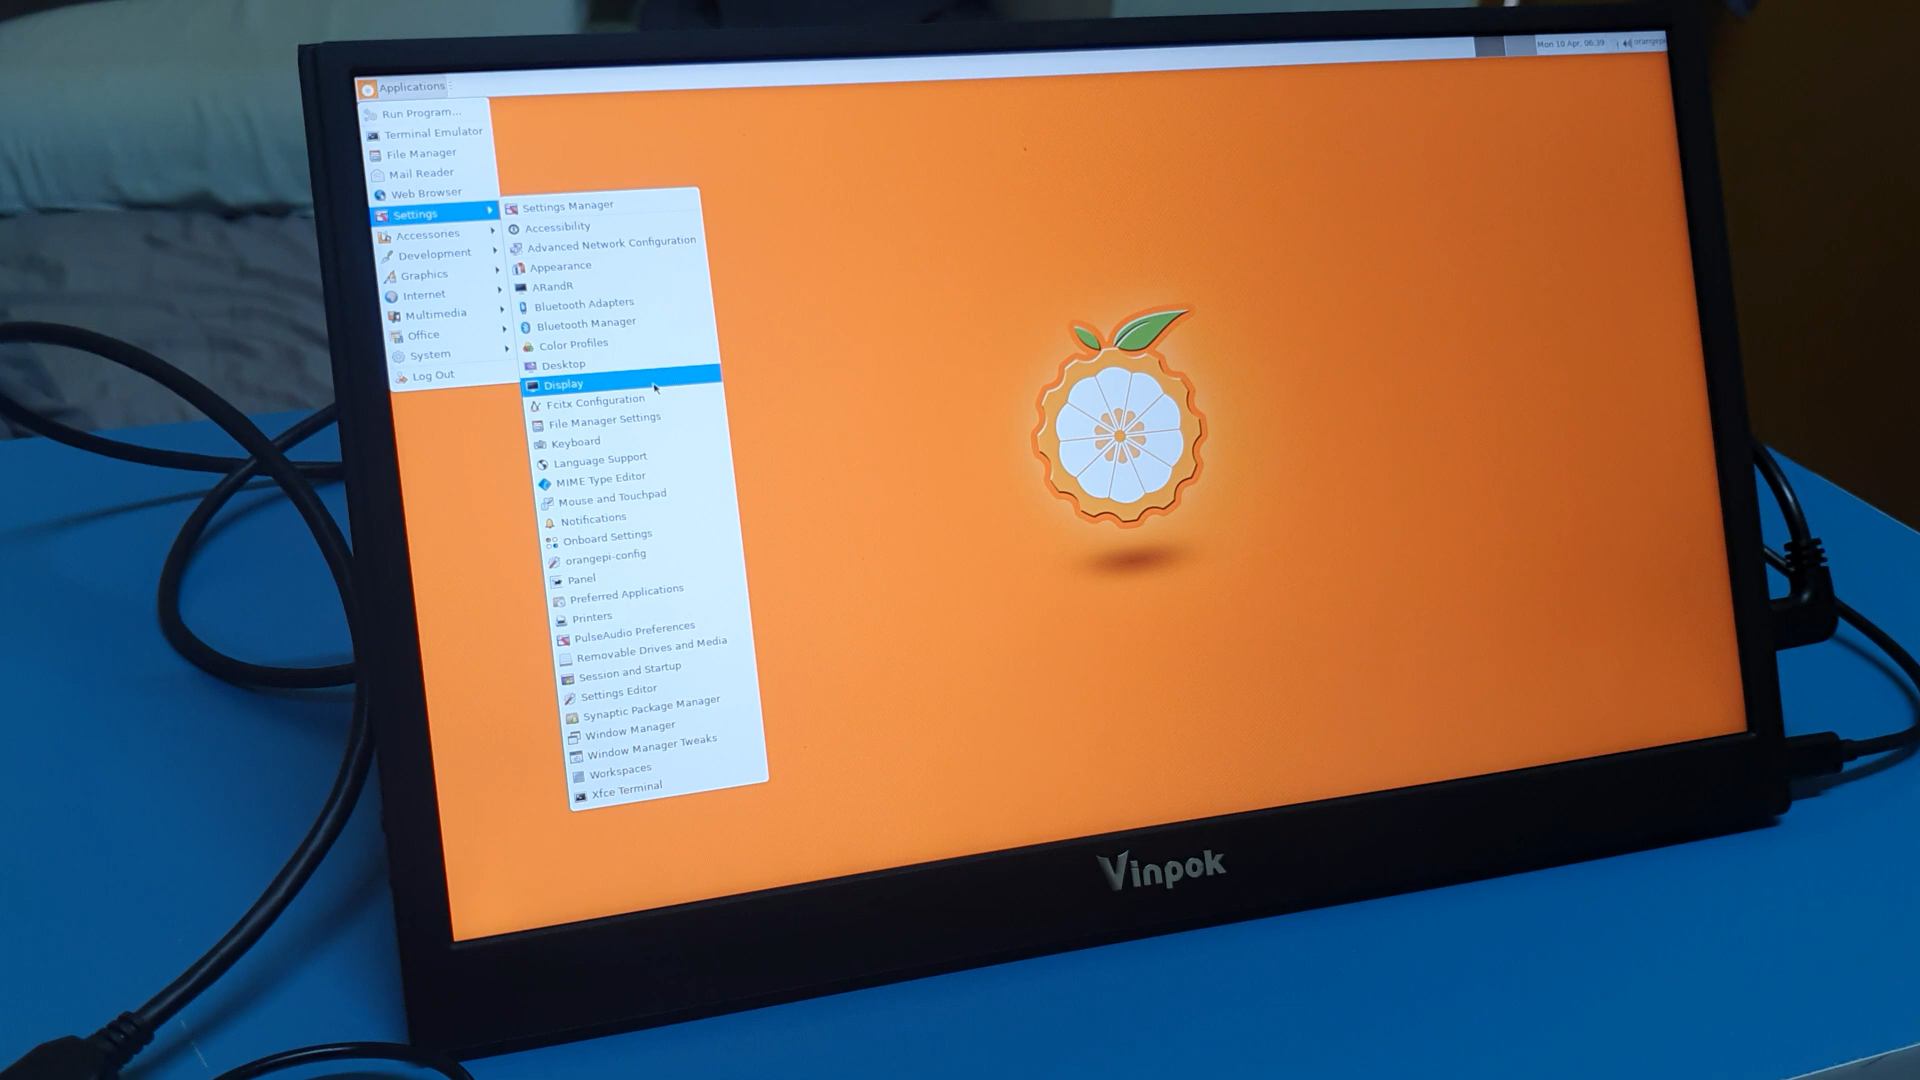 Applications
Mon 10 Apr, 06:39
orangepi
Run Program...
Terminal Emulator
File Manager
Mail Reader
Web Browser
Settings
Accessories
Development
Graphics
Internet
Multimedia
Office
System
Log Out
Settings Manager
Accessibility
Advanced Network Configuration
Appearance
ARandR
Bluetooth Adapters
Bluetooth Manager
Color Profiles
Desktop
Display
Fcitx Configuration
File Manager Settings
Keyboard
Language Support
MIME Type Editor
Mouse and Touchpad
Notifications
Onboard Settings
orangepi-config
Panel
Preferred Applications
Printers
PulseAudio Preferences
Removable Drives and Media
Session and Startup
Settings Editor
Synaptic Package Manager
Window Manager
Window Manager Tweaks
Workspaces
Xfce Terminal
Vinpok